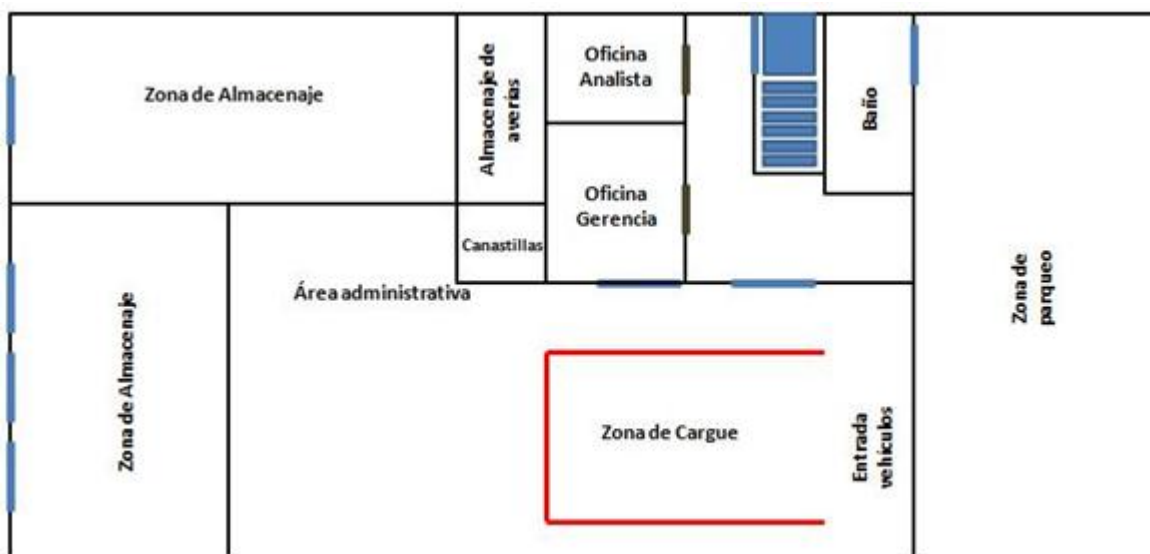 Zona de Almacenaje
Almacenaje de
averías
Oficina
Analista
Baño
Oficina
Gerencia
Canastillas
Área administrativa
Zona de Almacenaje
Zona de Cargue
Entrada
vehículos
Zona de
parqueo